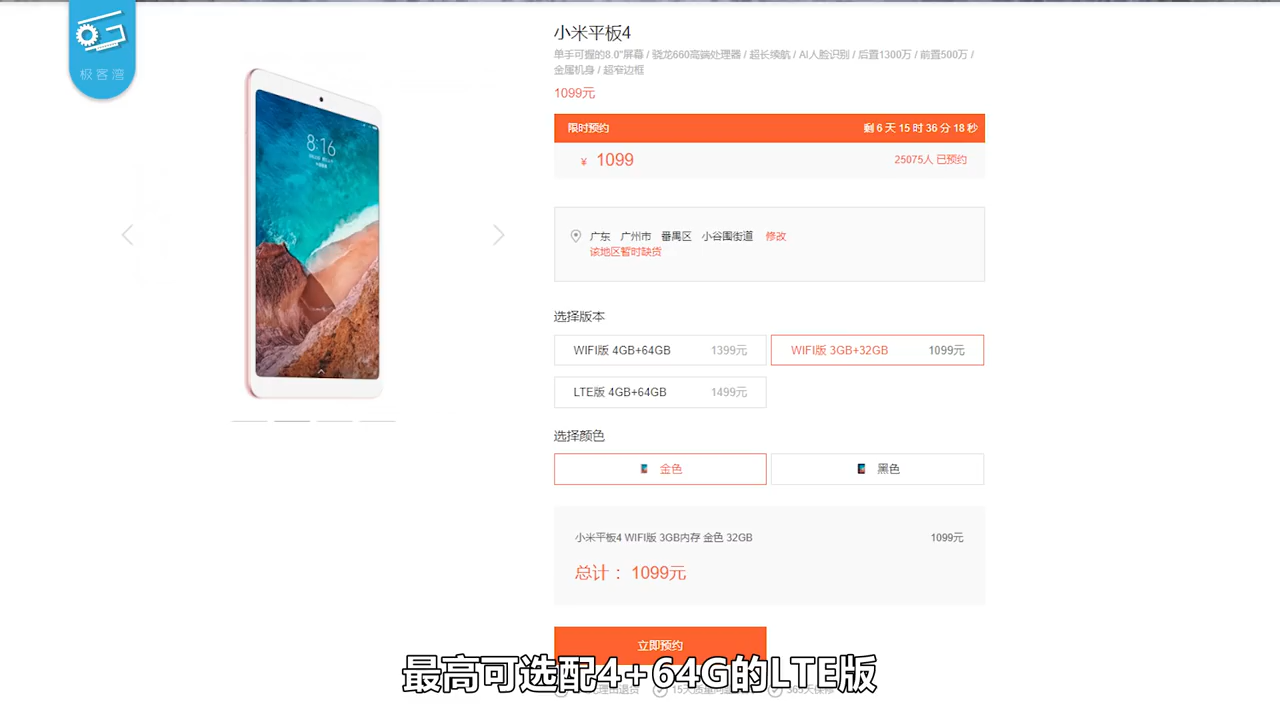 极客湾
8:16
小米平板4
单手可握的8.0"屏幕 / 骁龙660高端处理器 / 超长续航 / AI人脸识别 / 后置1300万 / 前置500万 /
金属机身 / 超窄边框
1099元
限时预约 剩 6 天 15 时 36 分 18 秒
¥ 1099 25075人 已预约
广东 广州市 番禺区 小谷围街道 修改
该地区暂时缺货
选择版本
WIFI版 4GB+64GB 1399元
WIFI版 3GB+32GB 1099元
LTE版 4GB+64GB 1499元
选择颜色
金色
黑色
小米平板4 WIFI版 3GB内存 金色 32GB 1099元
总计 ： 1099元
立即预约
最高可选配4+64G的LTE版